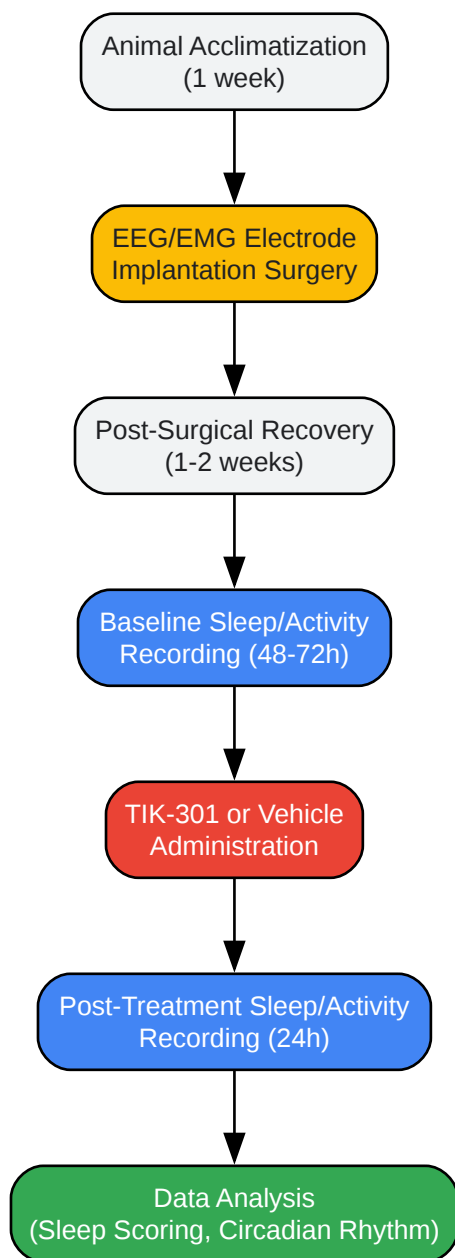 Animal Acclimatization
(1 week)
EEG/EMG Electrode
Implantation Surgery
Post-Surgical Recovery
(1-2 weeks)
Baseline Sleep/Activity
Recording (48-72h)
TIK-301 or Vehicle
Administration
Post-Treatment Sleep/Activity
Recording (24h)
Data Analysis
(Sleep Scoring, Circadian Rhythm)